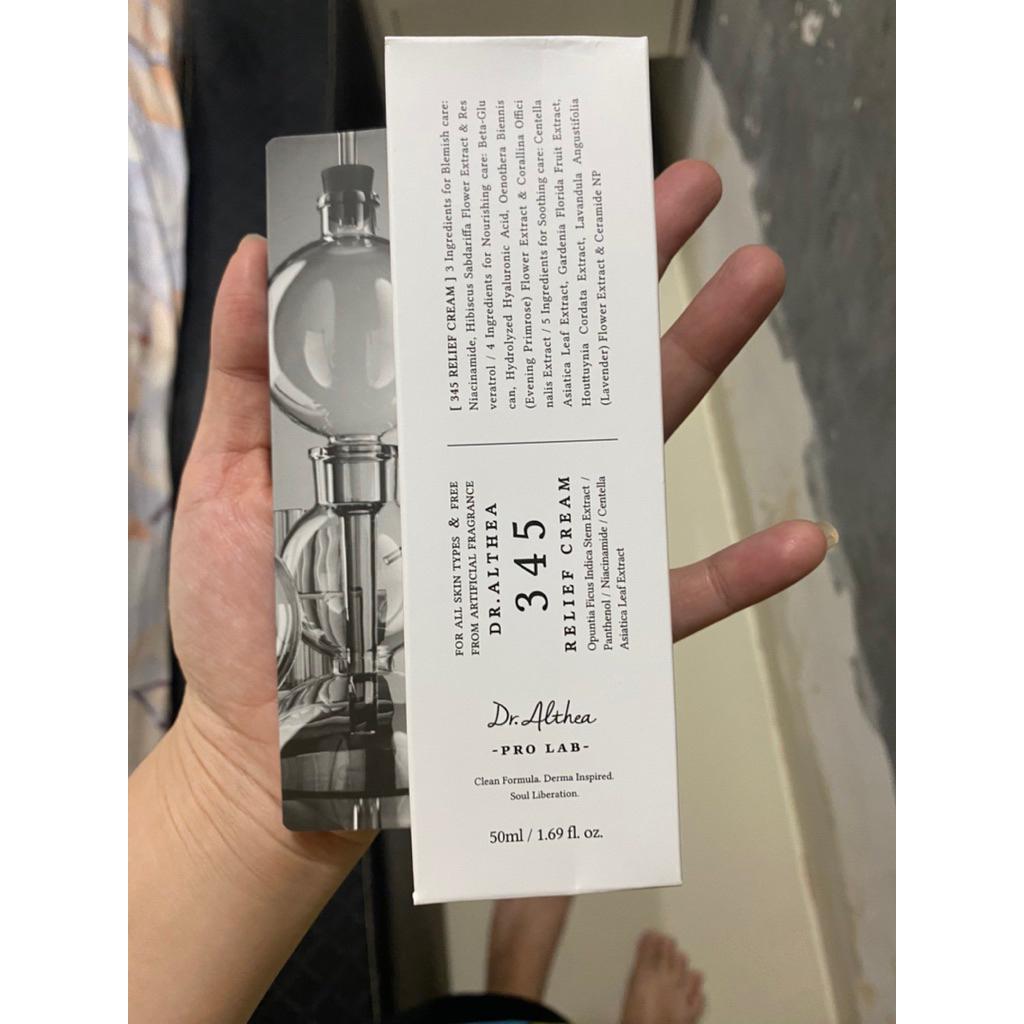 [ 345 RELIEF CREAM ] 3 Ingredients for Blemish care:
Niacinamide, Hibiscus Sabdariffa Flower Extract & Res
veratrol / 4 Ingredients for Nourishing care: Beta-Glu
can, Hydrolyzed Hyaluronic Acid, Oenothera Biennis
(Evening Primrose) Flower Extract & Corallina Offici
nalis Extract / 5 Ingredients for Soothing care: Centella
Asiatica Leaf Extract, Gardenia Florida Fruit Extract,
Houttuynia Cordata Extract, Lavandula Angustifolia
(Lavender) Flower Extract & Ceramide NP
FOR ALL SKIN TYPES & FREE
FROM ARTIFICIAL FRAGRANCE
DR.ALTHEA
345
RELIEF CREAM
Opuntia Ficus Indica Stem Extract /
Panthenol / Niacinamide / Centella
Asiatica Leaf Extract
Dr.Althea
-PRO LAB-
Clean Formula. Derma Inspired.
Soul Liberation.
50ml / 1.69 fl. oz.